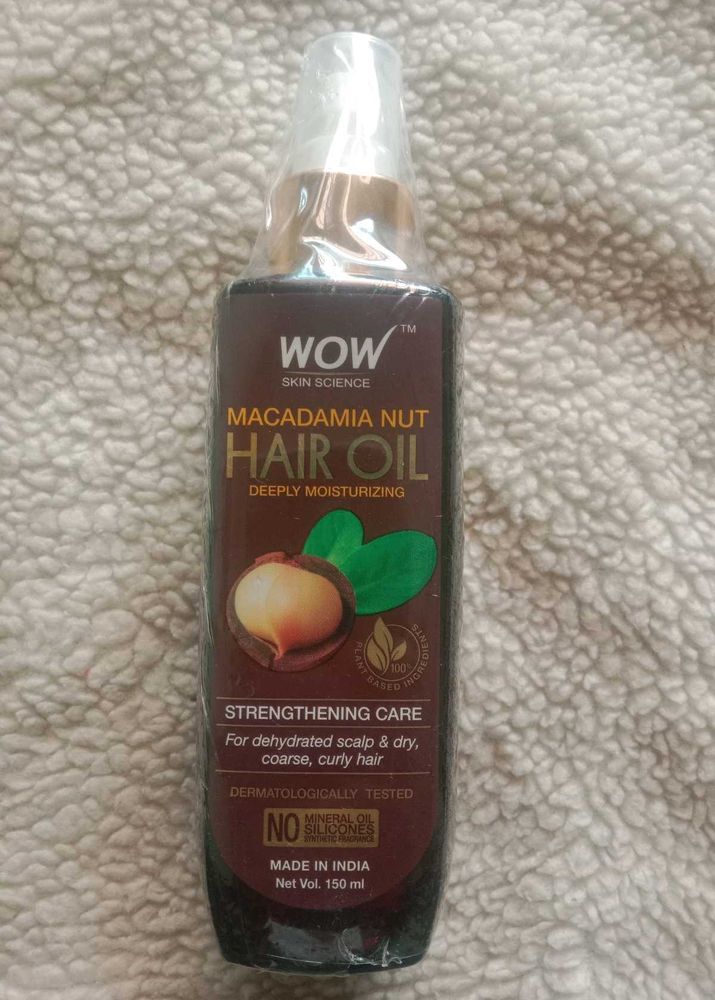 WOW™
SKIN SCIENCE
MACADAMIA NUT
HAIR OIL
DEEPLY MOISTURIZING
100%
PLANT BASED INGREDIENTS
STRENGTHENING CARE
For dehydrated scalp & dry,
coarse, curly hair
DERMATOLOGICALLY TESTED
NO MINERAL OIL
SILICONES
SYNTHETIC FRAGRANCE
MADE IN INDIA
Net Vol. 150 ml